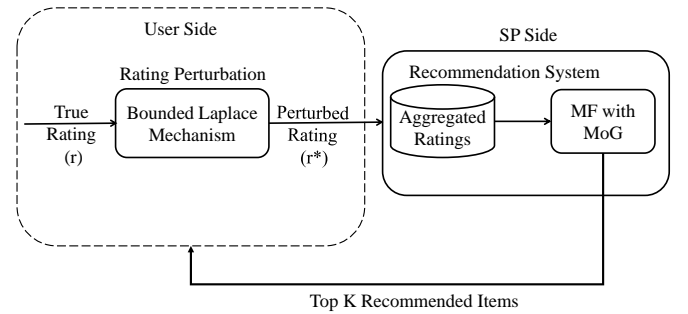 User Side
SP Side
Rating Perturbation
Recommendation System
True
Rating
(r)
Bounded Laplace
Mechanism
Perturbed
Rating
(r*)
Aggregated
Ratings
MF with
MoG
Top K Recommended Items